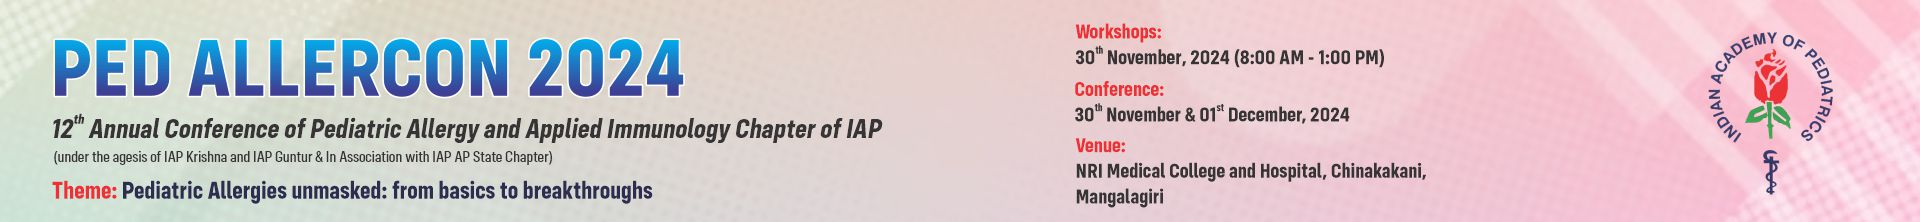 PED ALLERCON 2024
12th Annual Conference of Pediatric Allergy and Applied Immunology Chapter of IAP
(under the agesis of IAP Krishna and IAP Guntur & In Association with IAP AP State Chapter)
Theme: Pediatric Allergies unmasked: from basics to breakthroughs
Workshops:
30th November, 2024 (8:00 AM - 1:00 PM)
Conference:
30th November & 01st December, 2024
Venue:
NRI Medical College and Hospital, Chinakakani,
Mangalagiri
INDIAN ACADEMY OF PEDIATRICS